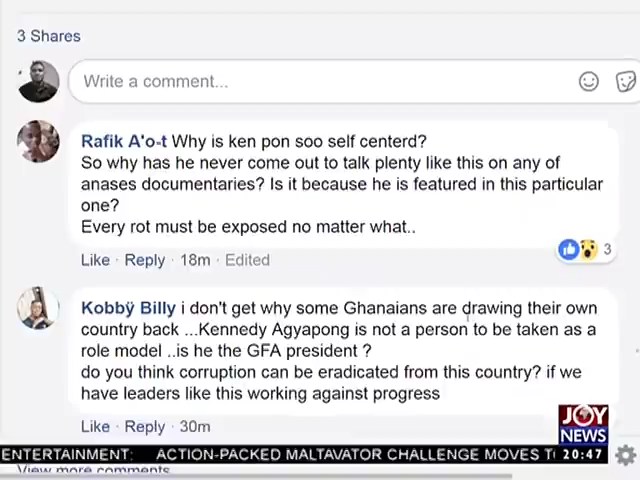 3 Shares
Write a comment...
Rafik A'o-t Why is ken pon soo self centerd?
So why has he never come out to talk plenty like this on any of
anases documentaries? Is it because he is featured in this particular
one?
Every rot must be exposed no matter what..
Like · Reply · 18m · Edited
3
Kobbÿ Billy i don't get why some Ghanaians are drawing their own
country back ...Kennedy Agyapong is not a person to be taken as a
role model ..is he the GFA president ?
do you think corruption can be eradicated from this country? if we
have leaders like this working against progress
Like · Reply · 30m
JOY
NEWS
20:47
ENTERTAINMENT: ACTION-PACKED MALTAVATOR CHALLENGE MOVES
View more comments